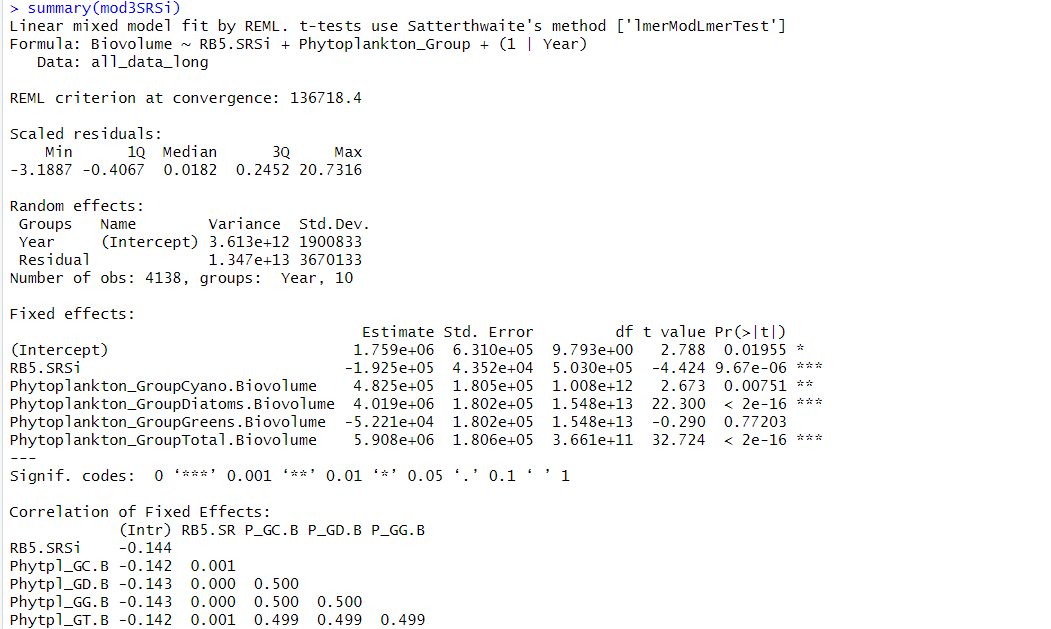 > summary(mod3SRSi)
Linear mixed model fit by REML. t-tests use Satterthwaite's method ['lmerModLmerTest']
Formula: Biovolume ~ RB5.SRSi + Phytoplankton_Group + (1 | Year)
   Data: all_data_long

REML criterion at convergence: 136718.4

Scaled residuals:
    Min      1Q  Median      3Q     Max
-3.1887 -0.4067  0.0182  0.2452 20.7316

Random effects:
 Groups   Name        Variance  Std.Dev.
 Year     (Intercept) 3.613e+12 1900833
 Residual             1.347e+13 3670133
Number of obs: 4138, groups:  Year, 10

Fixed effects:
                                       Estimate Std. Error         df t value Pr(>|t|)
(Intercept)                           1.759e+06  6.310e+05  9.793e+00   2.788  0.01955 *
RB5.SRSi                             -1.925e+05  4.352e+04  5.030e+05  -4.424 9.67e-06 ***
Phytoplankton_GroupCyano.Biovolume    4.825e+05  1.805e+05  1.008e+12   2.673  0.00751 **
Phytoplankton_GroupDiatoms.Biovolume  4.019e+06  1.802e+05  1.548e+13  22.300  < 2e-16 ***
Phytoplankton_GroupGreens.Biovolume  -5.221e+04  1.802e+05  1.548e+13  -0.290  0.77203
Phytoplankton_GroupTotal.Biovolume    5.908e+06  1.806e+05  3.661e+11  32.724  < 2e-16 ***
---
Signif. codes:  0 ‘***’ 0.001 ‘**’ 0.01 ‘*’ 0.05 ‘.’ 0.1 ‘ ’ 1

Correlation of Fixed Effects:
            (Intr) RB5.SR P_GC.B P_GD.B P_GG.B
RB5.SRSi    -0.144
Phytpl_GC.B -0.142  0.001
Phytpl_GD.B -0.143  0.000  0.500
Phytpl_GG.B -0.143  0.000  0.500  0.500
Phytpl_GT.B -0.142  0.001  0.499  0.499  0.499